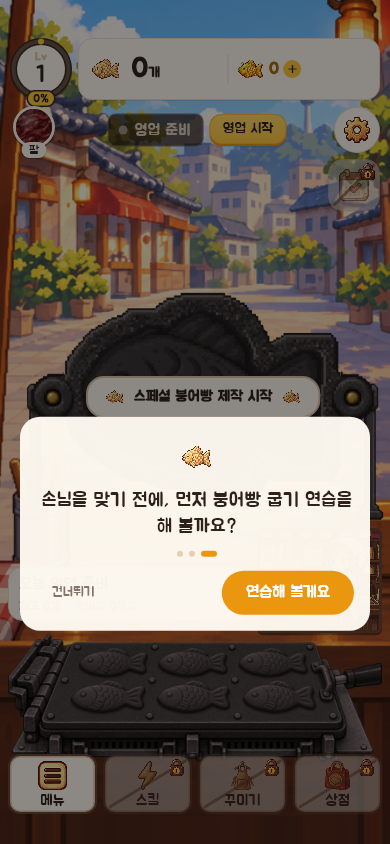 Lv
1
0%
0개
0 +
팥
영업 준비
영업 시작
스페셜 붕어빵 제작 시작
손님을 맞기 전에, 먼저 붕어빵 굽기 연습을
해 볼까요?
건너뛰기
연습해 볼게요
메뉴
스킬
꾸미기
상점